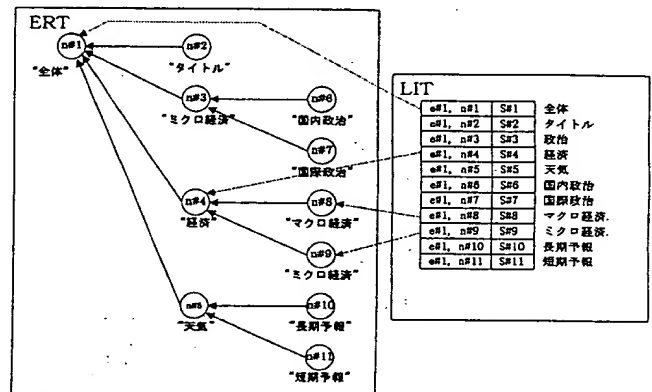 ERT
n#1
"全体"
n#2
"タイトル"
n#3
"ミクロ経済"
n#6
"国内政治"
n#7
"国際政治"
n#4
"経済"
n#8
"マクロ経済"
n#9
"ミクロ経済"
n#5
"天気"
n#10
"長期予報"
n#11
"短期予報"
LIT
e#1, n#1 S#1 全体
e#1, n#2 S#2 タイトル
e#1, n#3 S#3 政治
e#1, n#4 S#4 経済
e#1, n#5 S#5 天気
e#1, n#6 S#6 国内政治
e#1, n#7 S#7 国際政治
e#1, n#8 S#8 マクロ経済.
e#1, n#9 S#9 ミクロ経済.
e#1, n#10 S#10 長期予報
e#1, n#11 S#11 短期予報